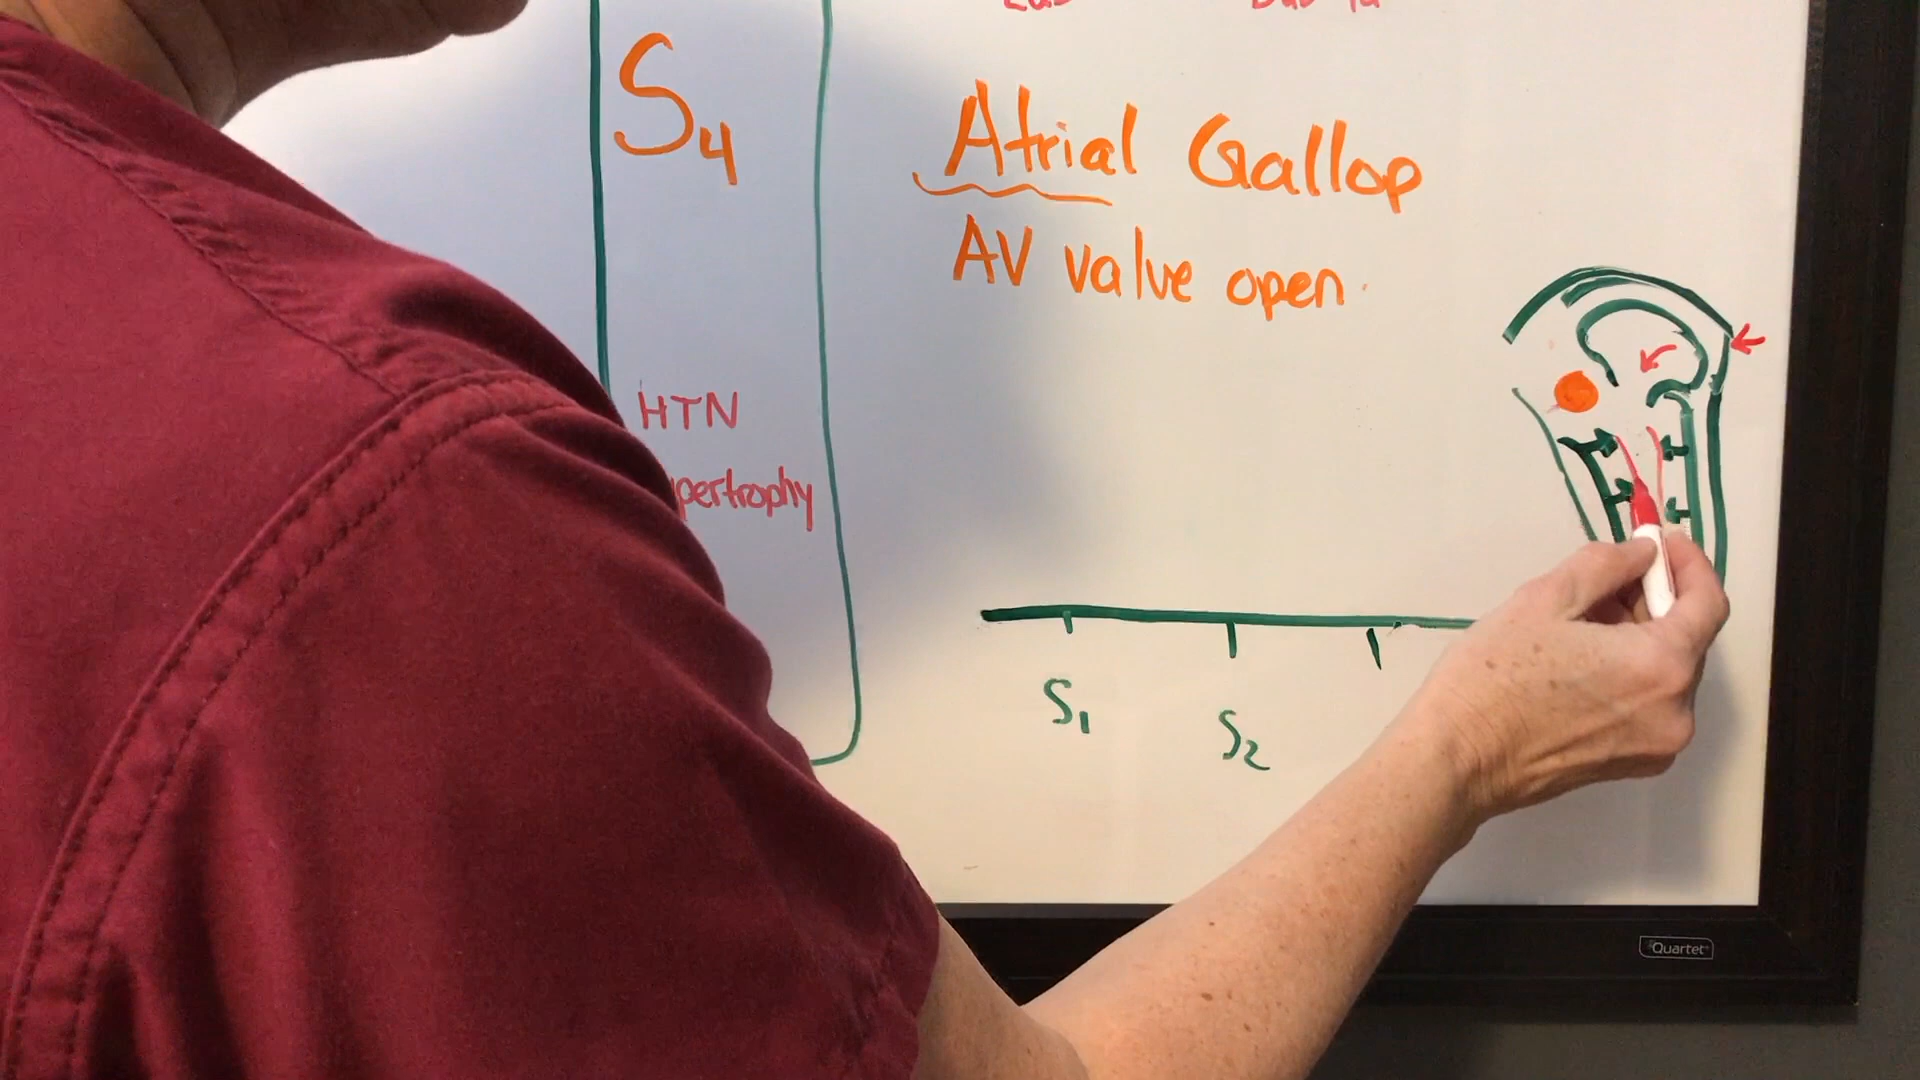 S4
Atrial Gallop
AV valve open.
HTN
pertrophy
S1
S2
Quartet